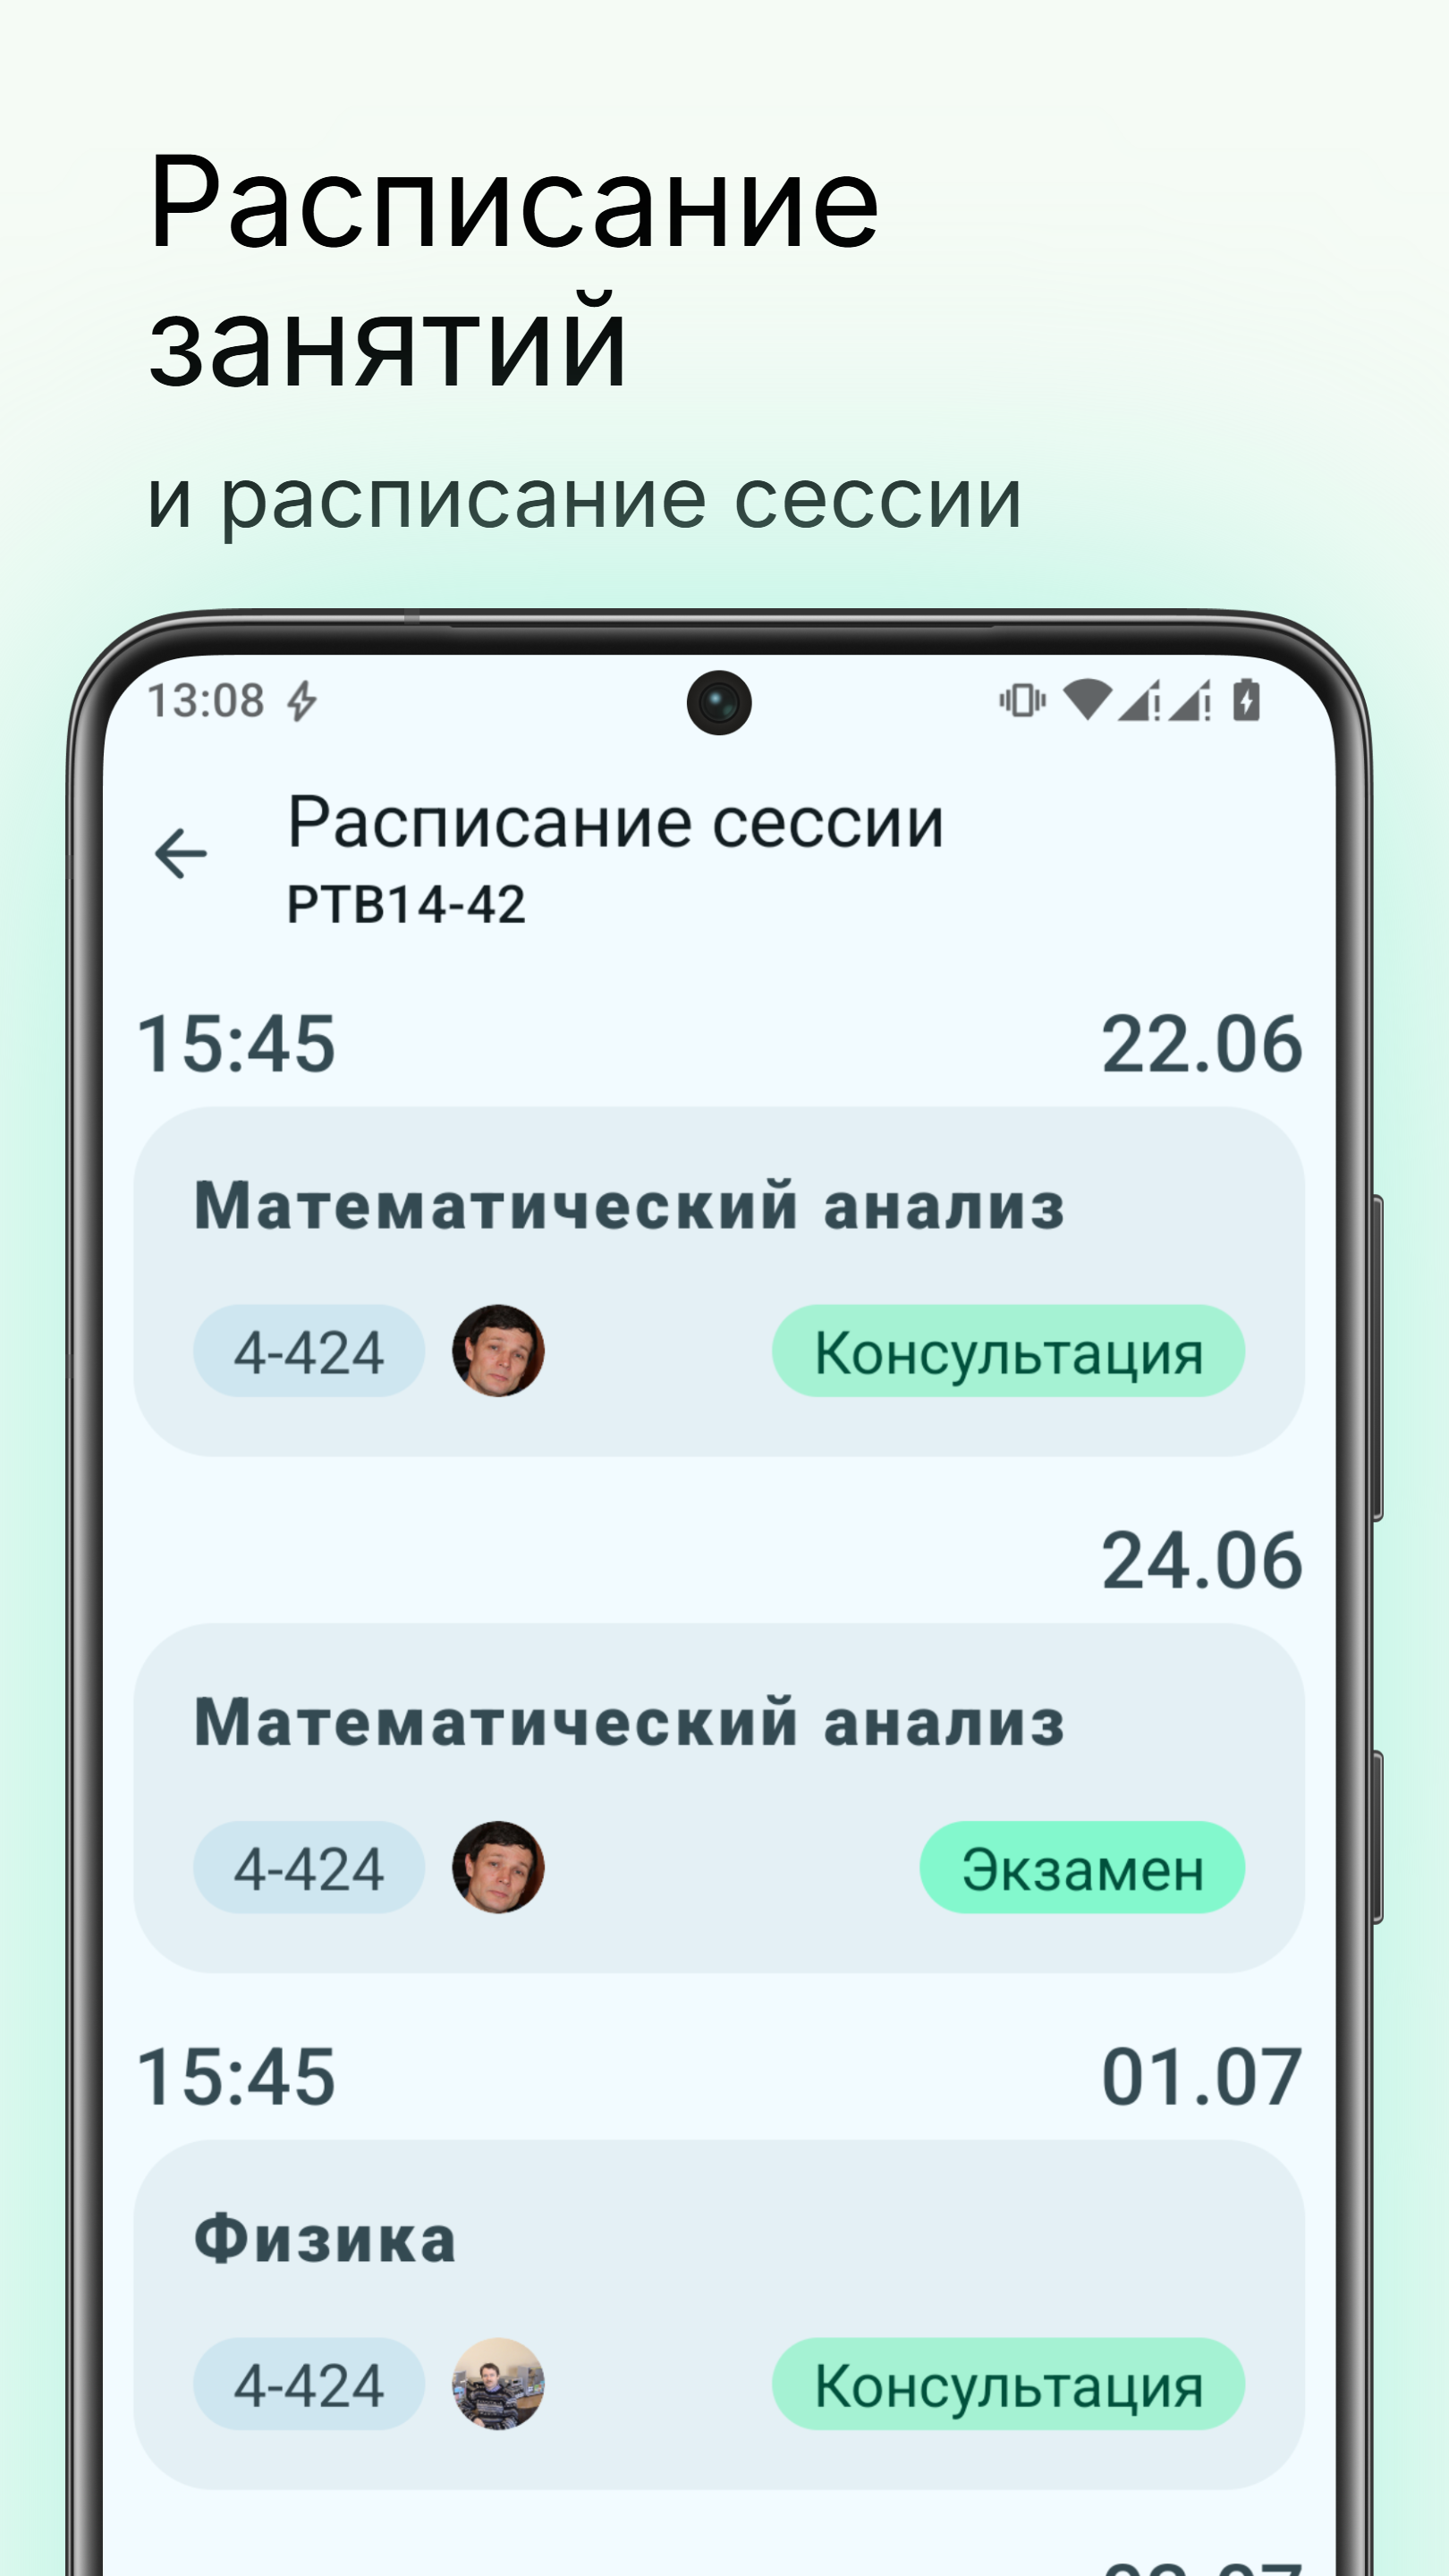 Расписание
занятий
и расписание сессии
13:08
Расписание сессии
РТВ14-42
15:45 22.06
Математический анализ
4-424 Консультация
24.06
Математический анализ
4-424 Экзамен
15:45 01.07
Физика
4-424 Консультация